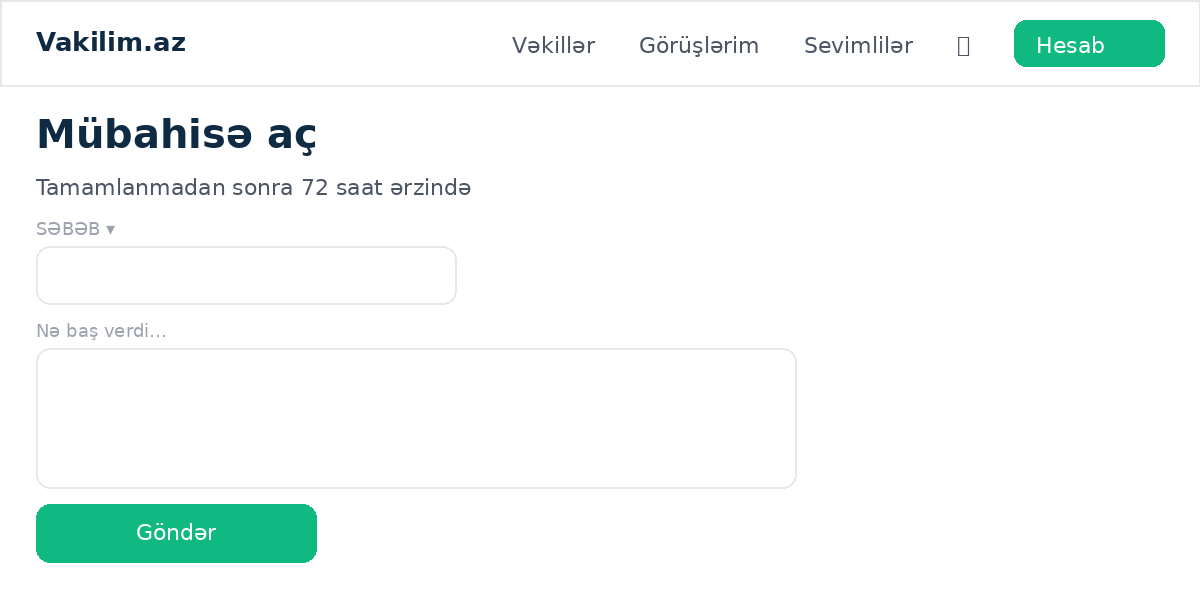 Vakilim.az
Vəkillər Görüşlərim Sevimlilər Hesab
Mübahisə aç
Tamamlanmadan sonra 72 saat ərzində
SƏBƏB ▾
Nə baş verdi...
Göndər